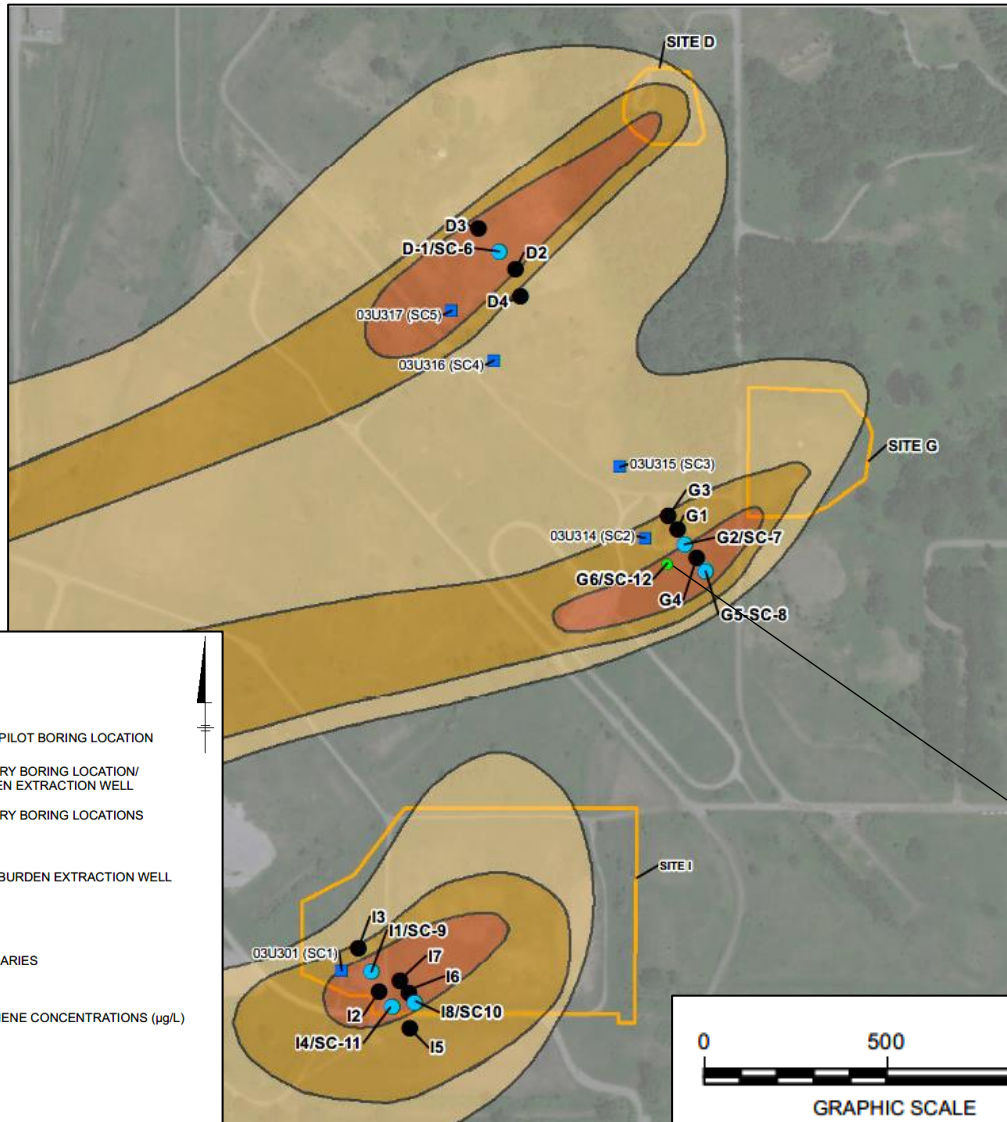 SITE D
D3
D-1/SC-6
D2
D4
03U317 (SC5)
03U316 (SC4)
SITE G
03U315 (SC3)
G3
G1
03U314 (SC2)
G2/SC-7
G6/SC-12
G4
G5-SC-8
PILOT BORING LOCATION
RY BORING LOCATION/
EN EXTRACTION WELL
RY BORING LOCATIONS
BURDEN EXTRACTION WELL
ARIES
ENE CONCENTRATIONS (µg/L)
SITE I
I3
I1/SC-9
03U301 (SC1)
I7
I6
I2
I8/SC10
I4/SC-11
I5
0 500
GRAPHIC SCALE